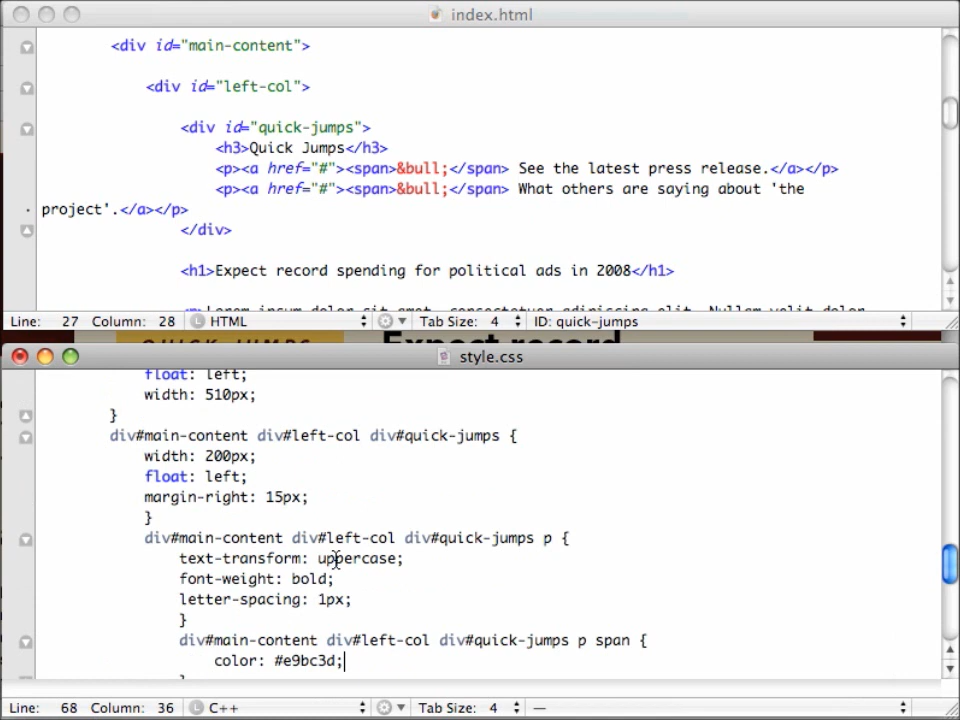 index.html
<div id="main-content">
<div id="left-col">
<div id="quick-jumps">
<h3>Quick Jumps</h3>
<p><a href="#"><span>&bull;</span> See the latest press release.</a></p>
<p><a href="#"><span>&bull;</span> What others are saying about 'the
project'.</a></p>
</div>
<h1>Expect record spending for political ads in 2008</h1>
Line: 27 Column: 28 L HTML Tab Size: 4 ID: quick-jumps
QUICK JUMPS Expect record
style.css
float: left;
width: 510px;
}
div#main-content div#left-col div#quick-jumps {
width: 200px;
float: left;
margin-right: 15px;
}
div#main-content div#left-col div#quick-jumps p {
text-transform: uppercase;
font-weight: bold;
letter-spacing: 1px;
}
div#main-content div#left-col div#quick-jumps p span {
color: #e9bc3d;
}
Line: 68 Column: 36 L C++ Tab Size: 4 —